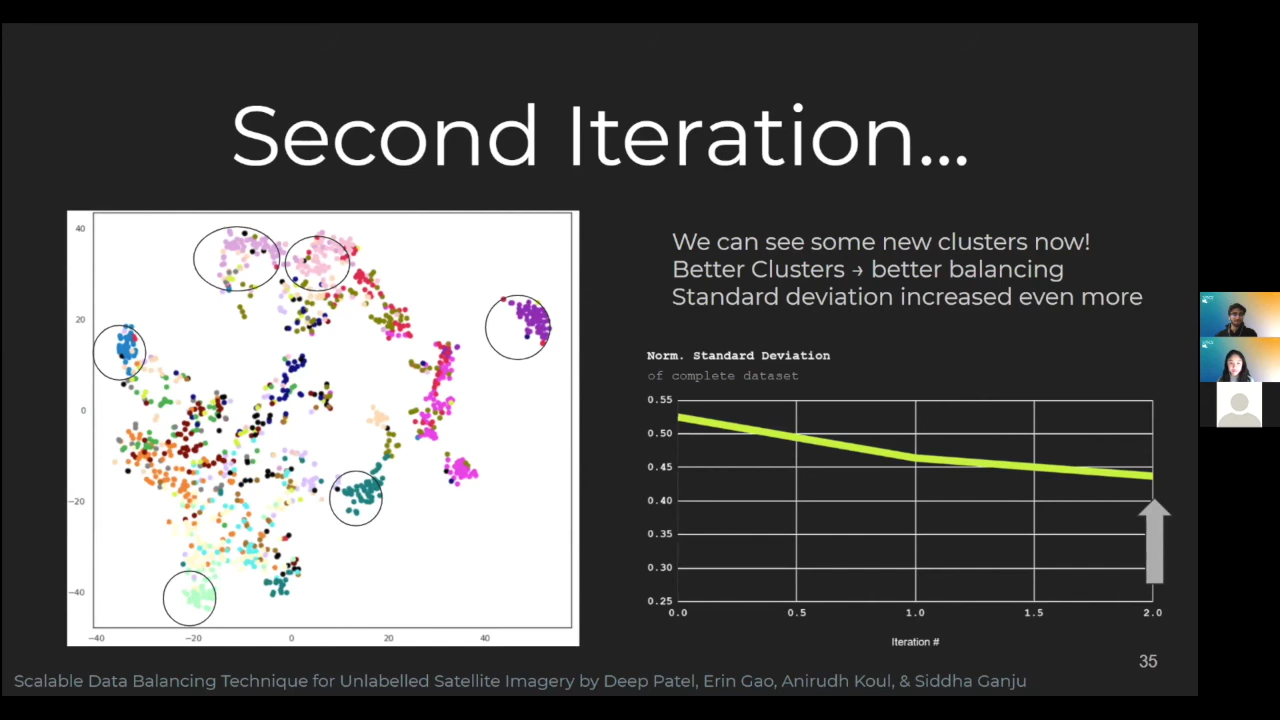 Second Iteration...
40
20
0
−20
−40
−40
−20
0
20
40
We can see some new clusters now!
Better Clusters → better balancing
Standard deviation increased even more
Norm. Standard Deviation
of complete dataset
0.55
0.50
0.45
0.40
0.35
0.30
0.25
0.0
0.5
1.0
1.5
2.0
Iteration #
35
Scalable Data Balancing Technique for Unlabelled Satellite Imagery by Deep Patel, Erin Gao, Anirudh Koul, & Siddha Ganju